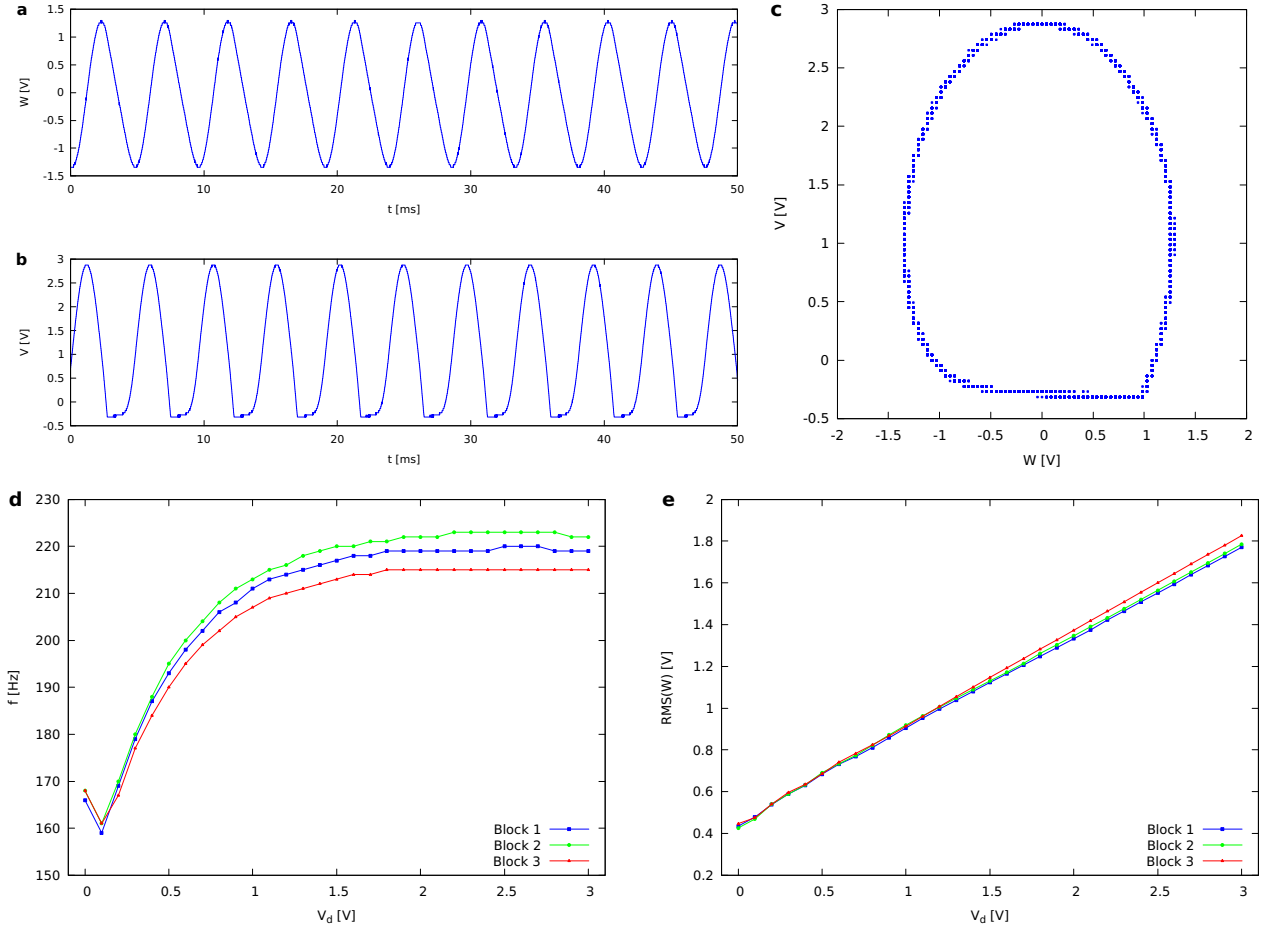 a
1.5
1
0.5
0
-0.5
-1
-1.5
W [V]
0 10 20 30 40 50
t [ms]
b
3
2.5
2
1.5
1
0.5
0
-0.5
V [V]
0 10 20 30 40 50
t [ms]
c
3
2.5
2
1.5
1
0.5
0
-0.5
V [V]
-2 -1.5 -1 -0.5 0 0.5 1 1.5 2
W [V]
d
230
220
210
200
190
180
170
160
150
f [Hz]
Block 1
Block 2
Block 3
0 0.5 1 1.5 2 2.5 3
V_d [V]
e
2
1.8
1.6
1.4
1.2
1
0.8
0.6
0.4
0.2
RMS(W) [V]
Block 1
Block 2
Block 3
0 0.5 1 1.5 2 2.5 3
V_d [V]